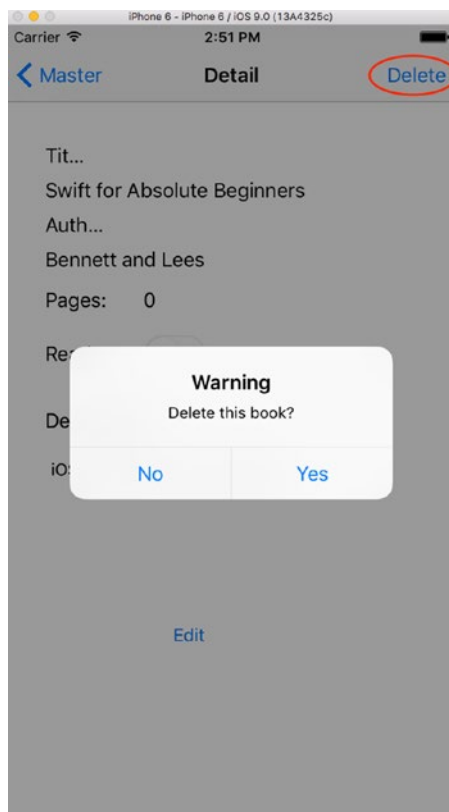 iPhone 6 - iPhone 6 / iOS 9.0 (13A4325c)
Carrier 2:51 PM
Master Detail Delete
Tit...
Swift for Absolute Beginners
Auth...
Bennett and Lees
Pages: 0
Warning
Delete this book?
No Yes
Edit